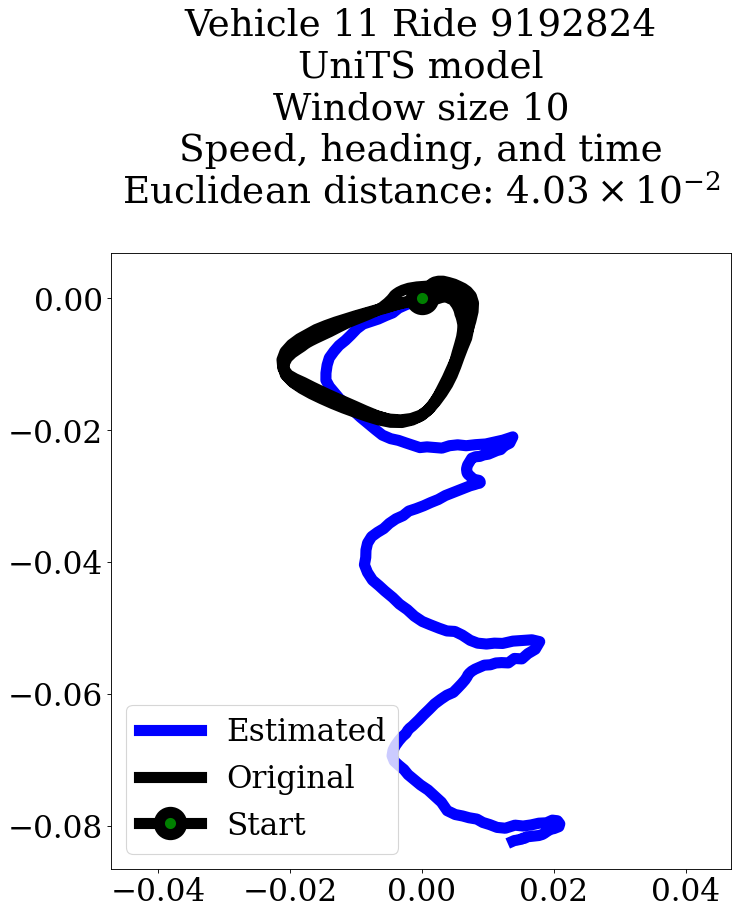 Vehicle 11 Ride 9192824
UniTS model
Window size 10
Speed, heading, and time
Euclidean distance: 4.03 × 10⁻²
0.00
−0.02
−0.04
−0.06
−0.08
Estimated
Original
Start
−0.04 −0.02 0.00 0.02 0.04